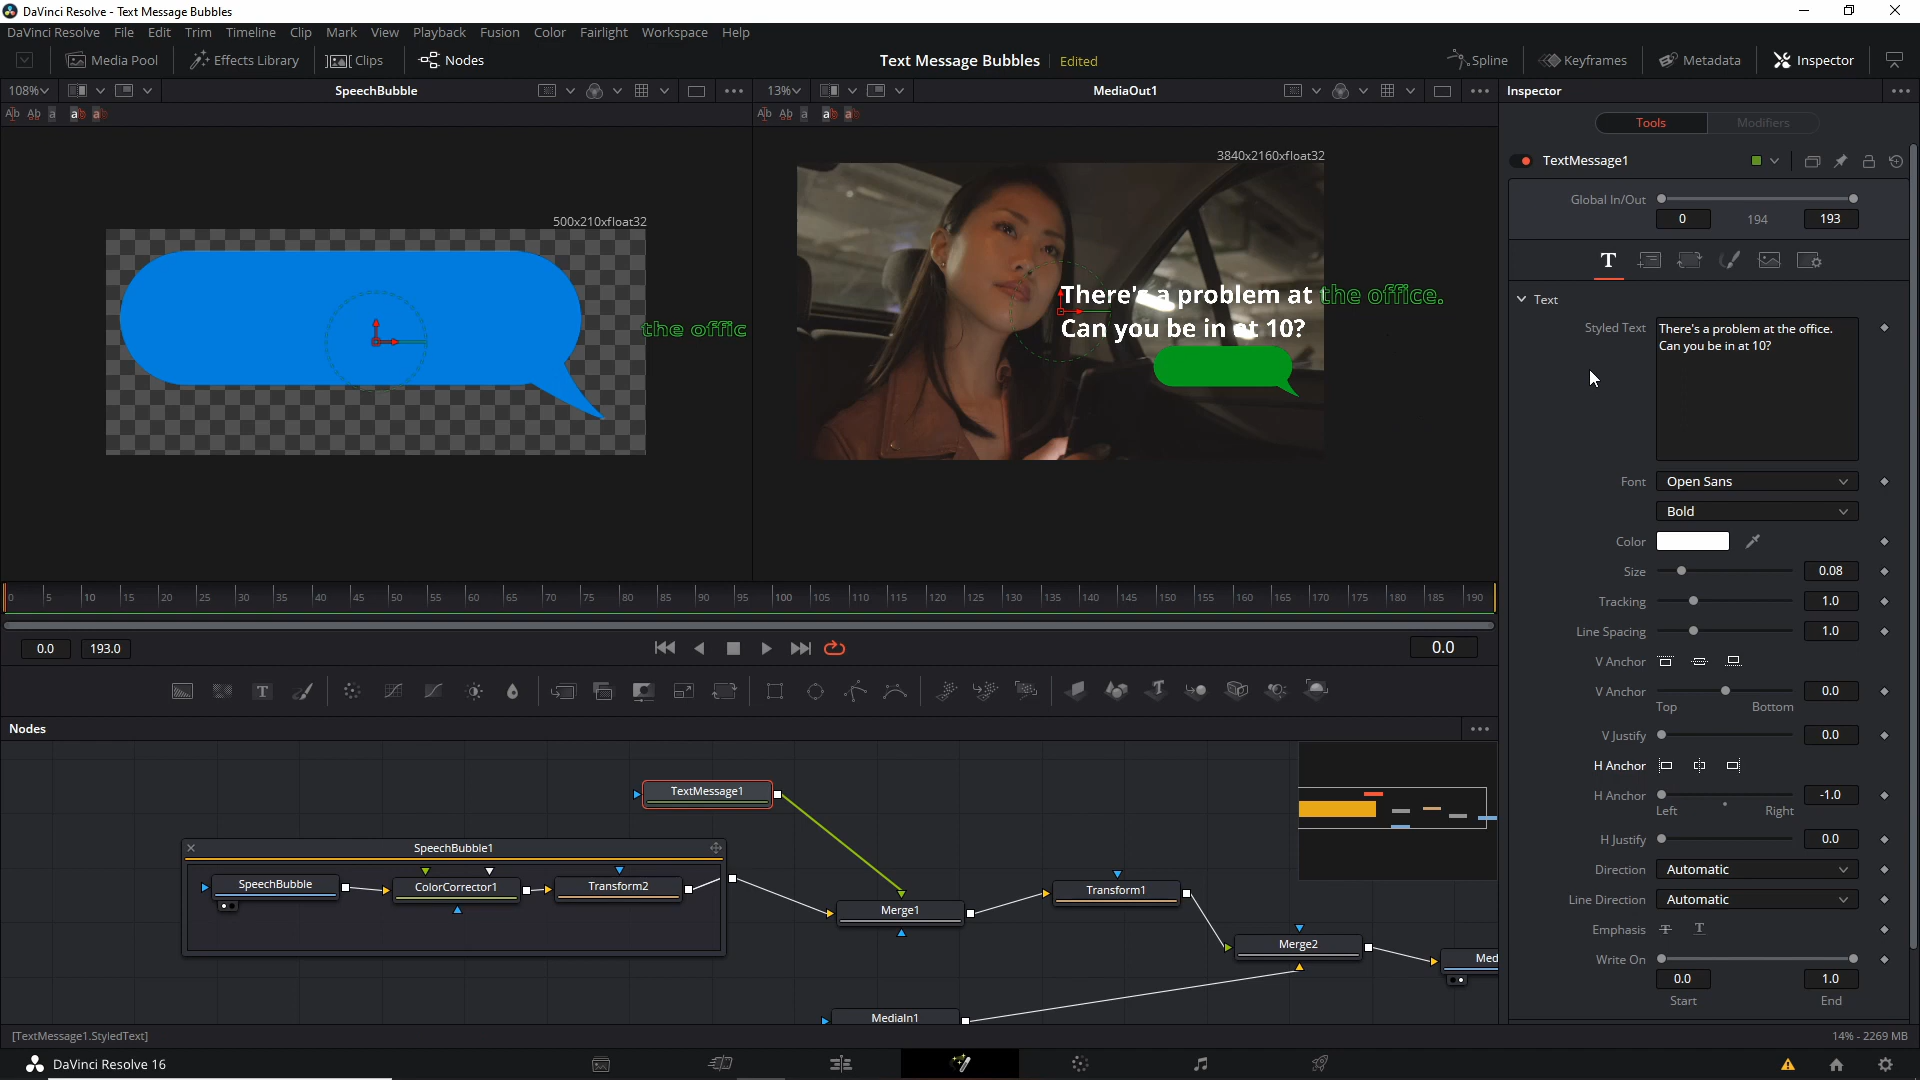 DaVinci Resolve - Text Message Bubbles
DaVinci Resolve File Edit Trim Timeline Clip Mark View Playback Fusion Color Fairlight Workspace Help
Media Pool Effects Library Clips Nodes Text Message Bubbles Edited Spline Keyframes Metadata Inspector
108% SpeechBubble 13% MediaOut1 Inspector
Tools Modifiers
3840x2160xfloat32
TextMessage1
Global In/Out
0 194 193
500x210xfloat32
There's a problem at the office.
Can you be in at 10?
the offic
Text
Styled Text There's a problem at the office.
Can you be in at 10?
Font Open Sans
Bold
Color
Size 0.08
Tracking 1.0
Line Spacing 1.0
V Anchor
V Anchor 0.0
Top Bottom
V Justify 0.0
H Anchor
H Anchor -1.0
Left Right
H Justify 0.0
Direction Automatic
Line Direction Automatic
Emphasis
Write On
0.0 1.0
Start End
0 5 10 15 20 25 30 35 40 45 50 55 60 65 70 75 80 85 90 95 100 105 110 115 120 125 130 135 140 145 150 155 160 165 170 175 180 185 190
0.0 193.0 0.0
Nodes
TextMessage1
SpeechBubble1
SpeechBubble ColorCorrector1 Transform2 Merge1 Transform1
Merge2 Med
MediaIn1
[TextMessage1.StyledText] 14% - 2269 MB
DaVinci Resolve 16